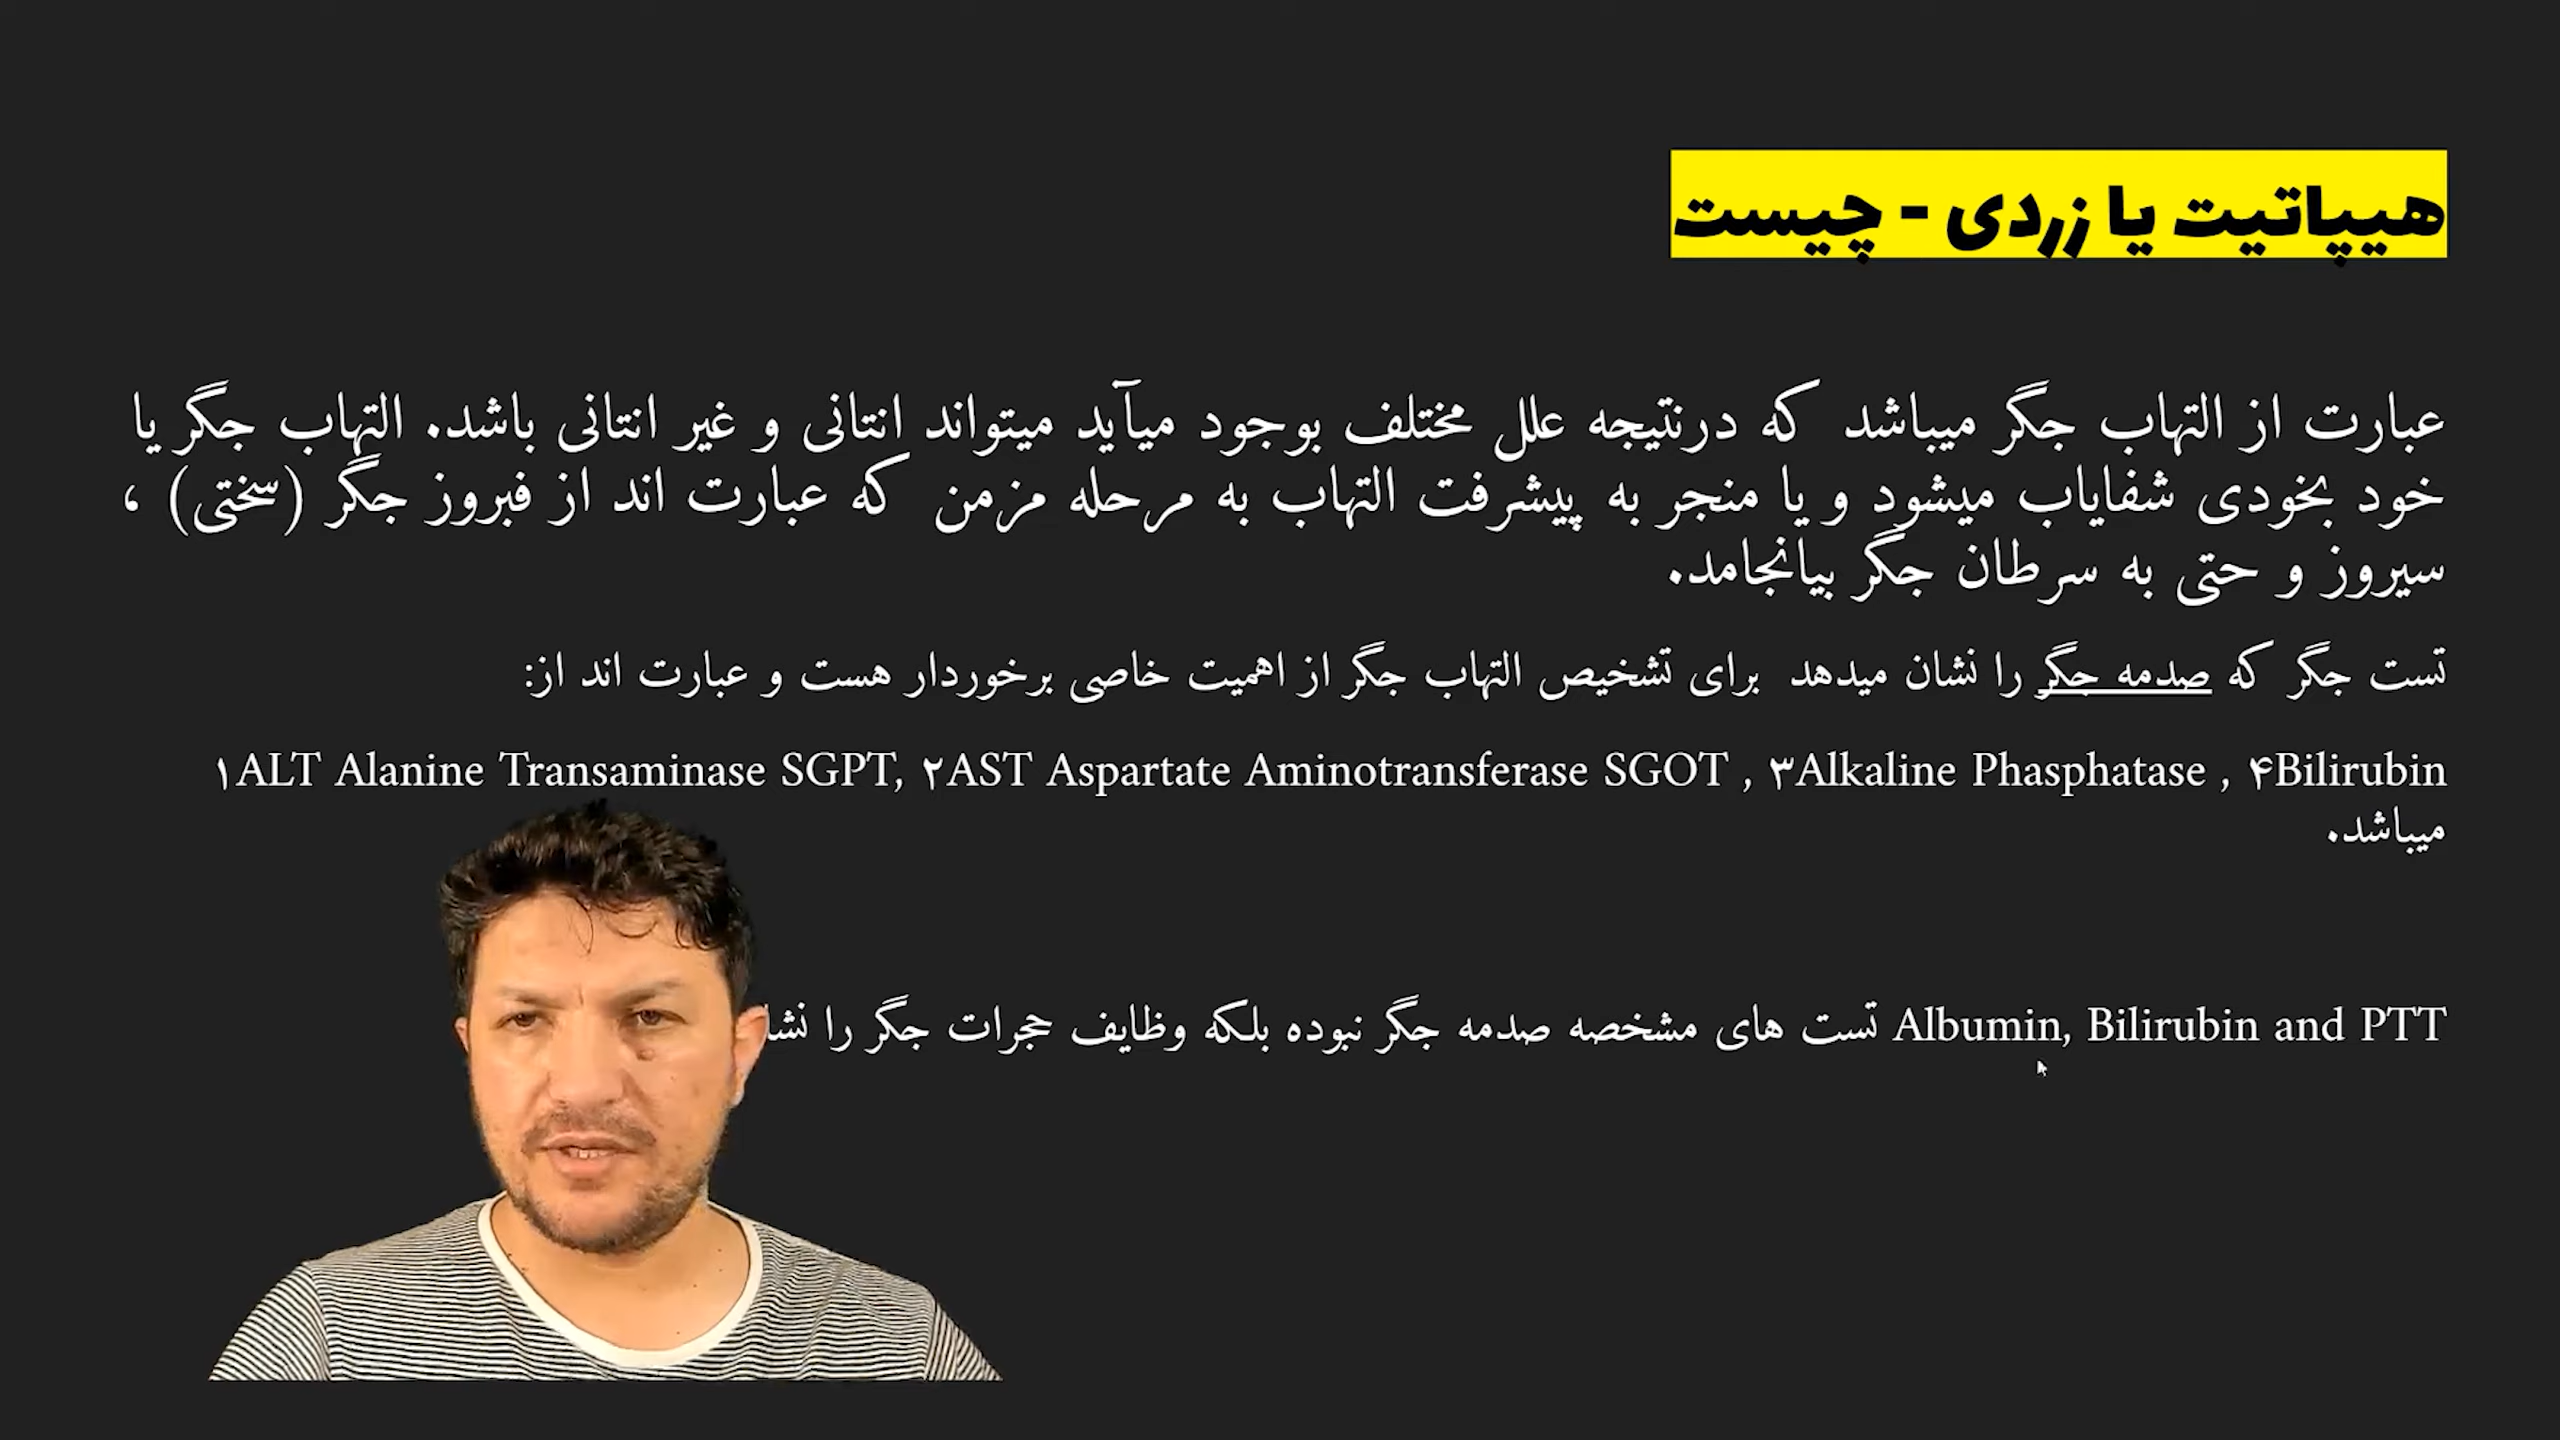 هیپاتیت یا زردی - چیست
عبارت از التهاب جگر میباشد که درنتیجه علل مختلف بوجود میآید میتواند انتانی و غیر انتانی باشد. التهاب جگر یا
خود بخودی شفایاب میشود و یا منجر به پیشرفت التهاب به مرحله مزمن که عبارت اند از فبروز جگر (سختی) ،
سیروز و حتی به سرطان جگر بیانجامد.
تست جگر که صدمه جگر را نشان میدهد برای تشخیص التهاب جگر از اهمیت خاصی برخوردار هست و عبارت اند از:
۱ALT Alanine Transaminase SGPT, ۲AST Aspartate Aminotransferase SGOT , ۳Alkaline Phasphatase , ۴Bilirubin
میباشد.
Albumin, Bilirubin and PTT تست های مشخصه صدمه جگر نبوده بلکه وظایف حجرات جگر را